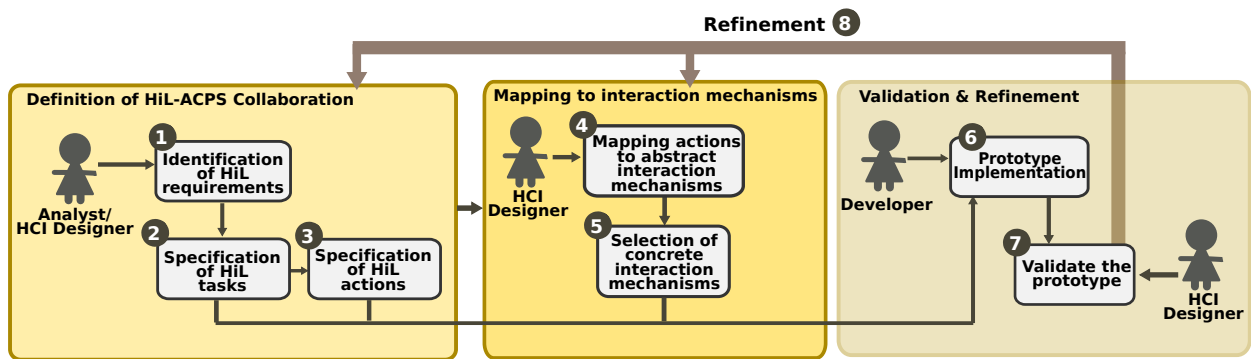 Refinement 8
Definition of HiL-ACPS Collaboration
1
Identification
of HiL
requirements
Analyst/
HCI Designer
2
Specification
of HiL
tasks
3
Specification
of HiL
actions
Mapping to interaction mechanisms
4
Mapping actions
to abstract
interaction
mechanisms
HCI
Designer
5
Selection of
concrete
interaction
mechanisms
Validation & Refinement
6
Prototype
Implementation
Developer
7
Validate the
prototype
HCI
Designer